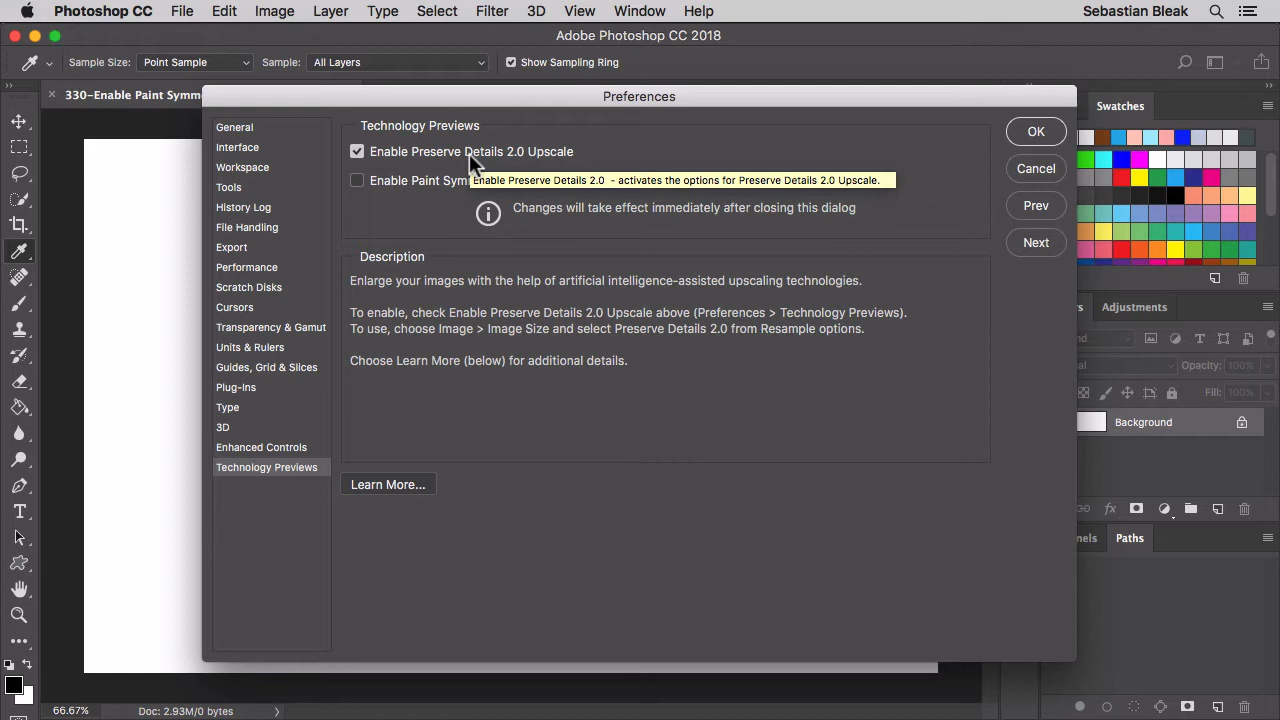 Photoshop CC File Edit Image Layer Type Select Filter 3D View Window Help Sebastian Bleak
Adobe Photoshop CC 2018
Sample Size: Point Sample Sample: All Layers Show Sampling Ring
330-Enable Paint Symme
Preferences
General
Interface
Workspace
Tools
History Log
File Handling
Export
Performance
Scratch Disks
Cursors
Transparency & Gamut
Units & Rulers
Guides, Grid & Slices
Plug-Ins
Type
3D
Enhanced Controls
Technology Previews
Technology Previews
Enable Preserve Details 2.0 Upscale
Enable Paint Sym
Enable Preserve Details 2.0 - activates the options for Preserve Details 2.0 Upscale.
Changes will take effect immediately after closing this dialog
Description
Enlarge your images with the help of artificial intelligence-assisted upscaling technologies.
To enable, check Enable Preserve Details 2.0 Upscale above (Preferences > Technology Previews).
To use, choose Image > Image Size and select Preserve Details 2.0 from Resample options.
Choose Learn More (below) for additional details.
Learn More...
OK
Cancel
Prev
Next
Swatches
Adjustments
Opacity: 100%
Fill: 100%
Background
Paths
66.67% Doc: 2.93M/0 bytes